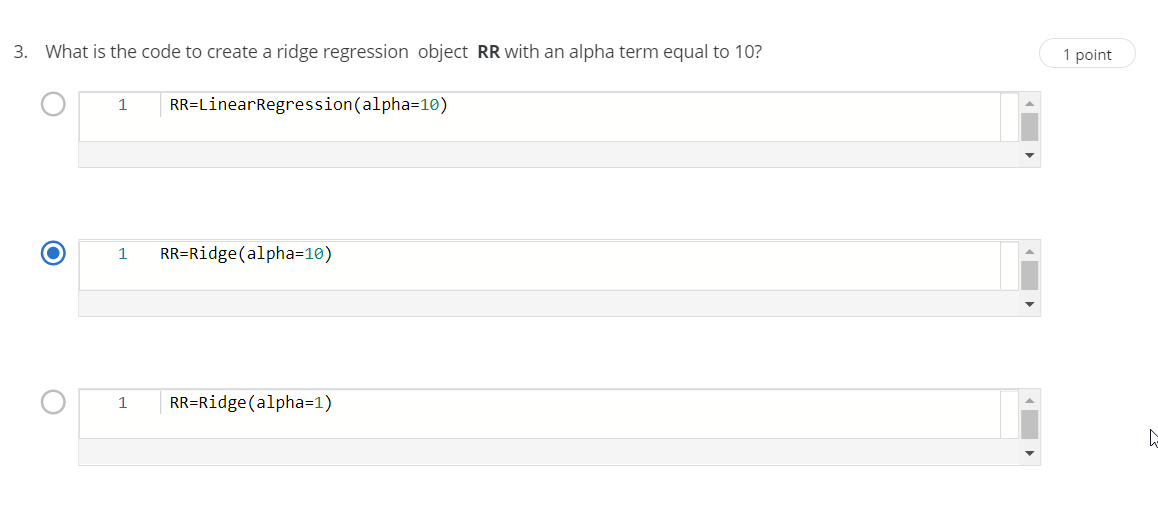 3. What is the code to create a ridge regression object RR with an alpha term equal to 10?
1 point
1 RR=LinearRegression(alpha=10)
1 RR=Ridge(alpha=10)
1 RR=Ridge(alpha=1)